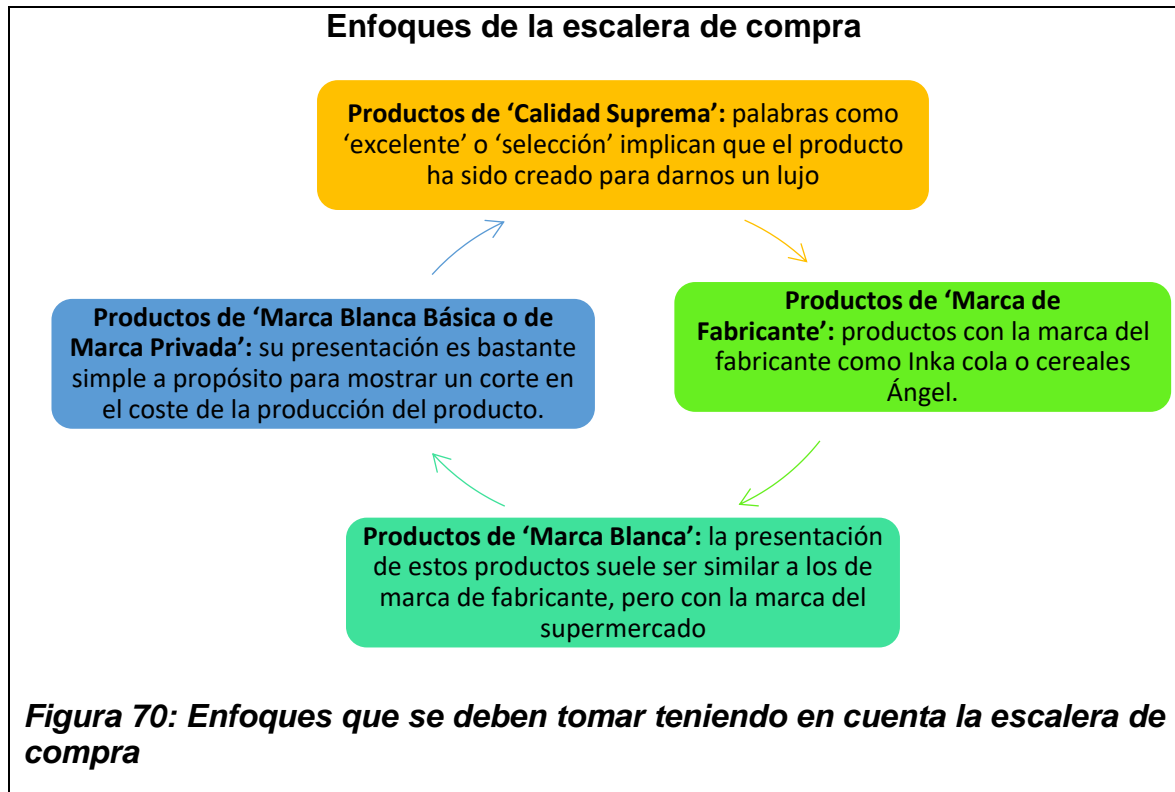 Enfoques de la escalera de compra
Productos de ‘Calidad Suprema’: palabras como
‘excelente’ o ‘selección’ implican que el producto
ha sido creado para darnos un lujo
Productos de ‘Marca de
Fabricante’: productos con la marca del
fabricante como Inka cola o cereales
Ángel.
Productos de ‘Marca Blanca’: la presentación
de estos productos suele ser similar a los de
marca de fabricante, pero con la marca del
supermercado
Productos de ‘Marca Blanca Básica o de
Marca Privada’: su presentación es bastante
simple a propósito para mostrar un corte en
el coste de la producción del producto.
Figura 70: Enfoques que se deben tomar teniendo en cuenta la escalera de
compra